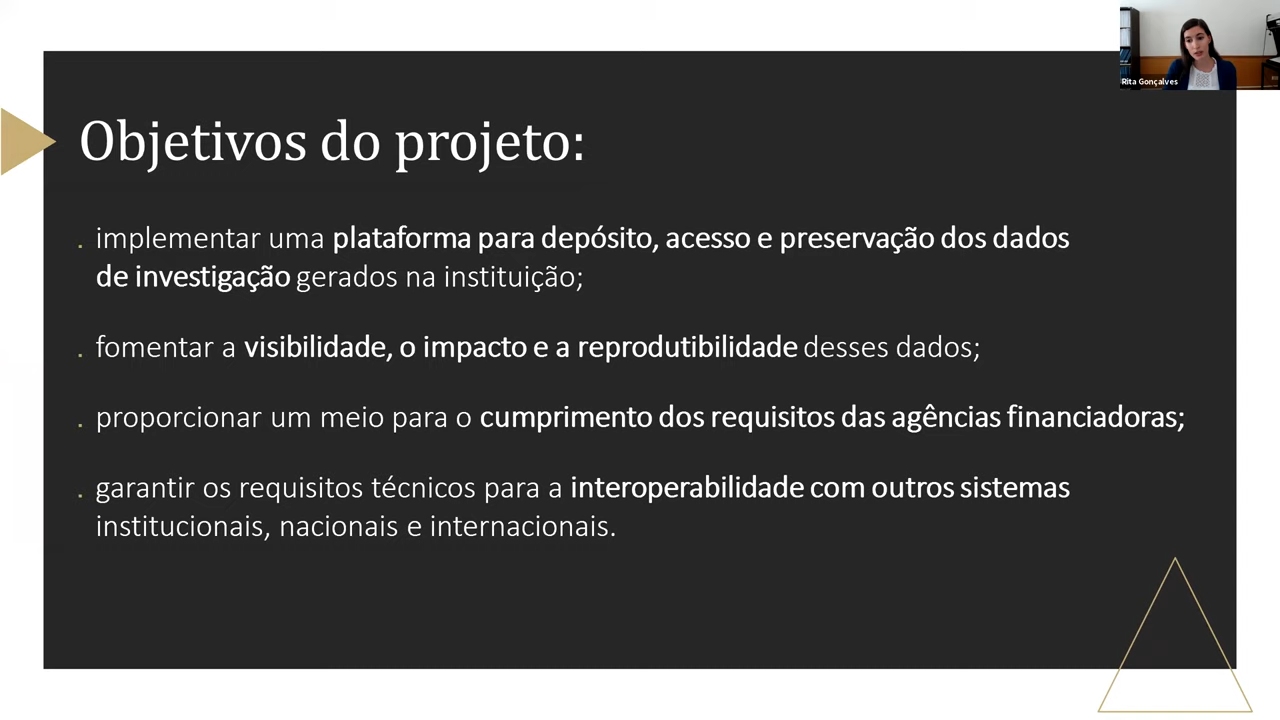 Rita Gonçalves
Objetivos do projeto:
. implementar uma plataforma para depósito, acesso e preservação dos dados
de investigação gerados na instituição;
. fomentar a visibilidade, o impacto e a reprodutibilidade desses dados;
. proporcionar um meio para o cumprimento dos requisitos das agências financiadoras;
. garantir os requisitos técnicos para a interoperabilidade com outros sistemas
institucionais, nacionais e internacionais.